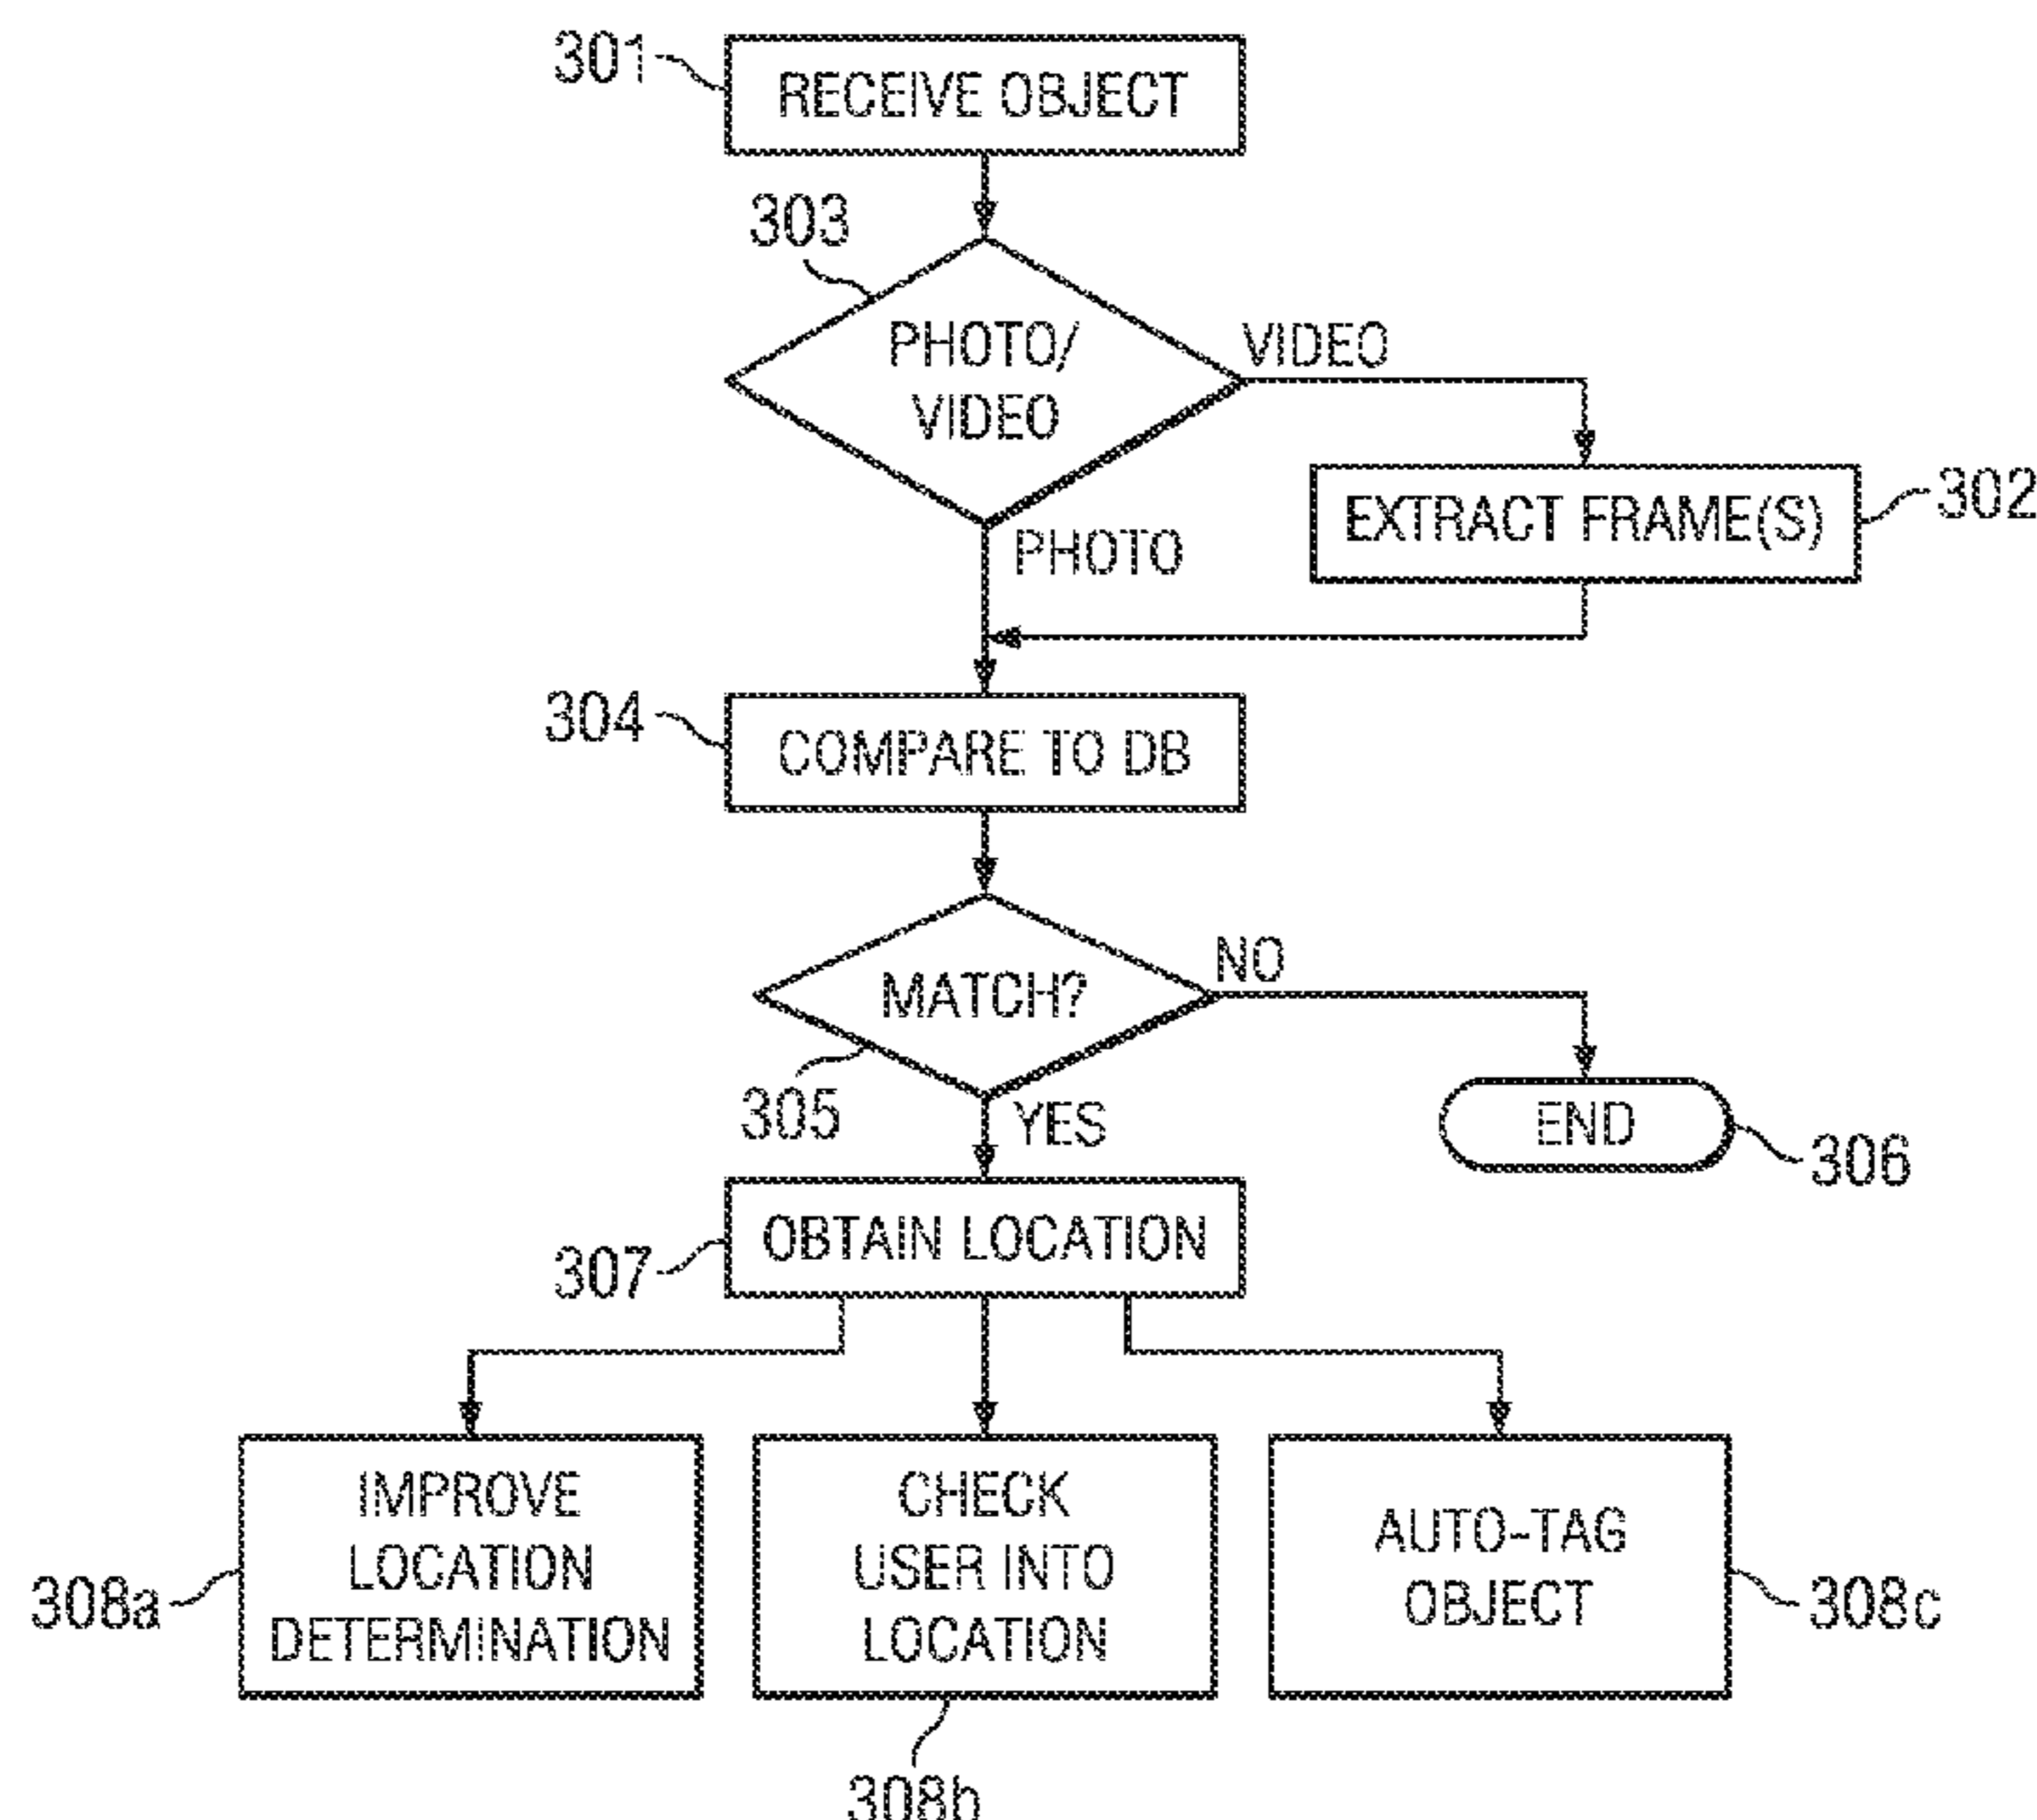 301
RECEIVE OBJECT
303
PHOTO/
VIDEO
VIDEO
EXTRACT FRAME(S)
302
PHOTO
304
COMPARE TO DB
MATCH?
NO
305
YES
END
306
307
OBTAIN LOCATION
308a
IMPROVE
LOCATION
DETERMINATION
CHECK
USER INTO
LOCATION
308b
AUTO-TAG
OBJECT
308c